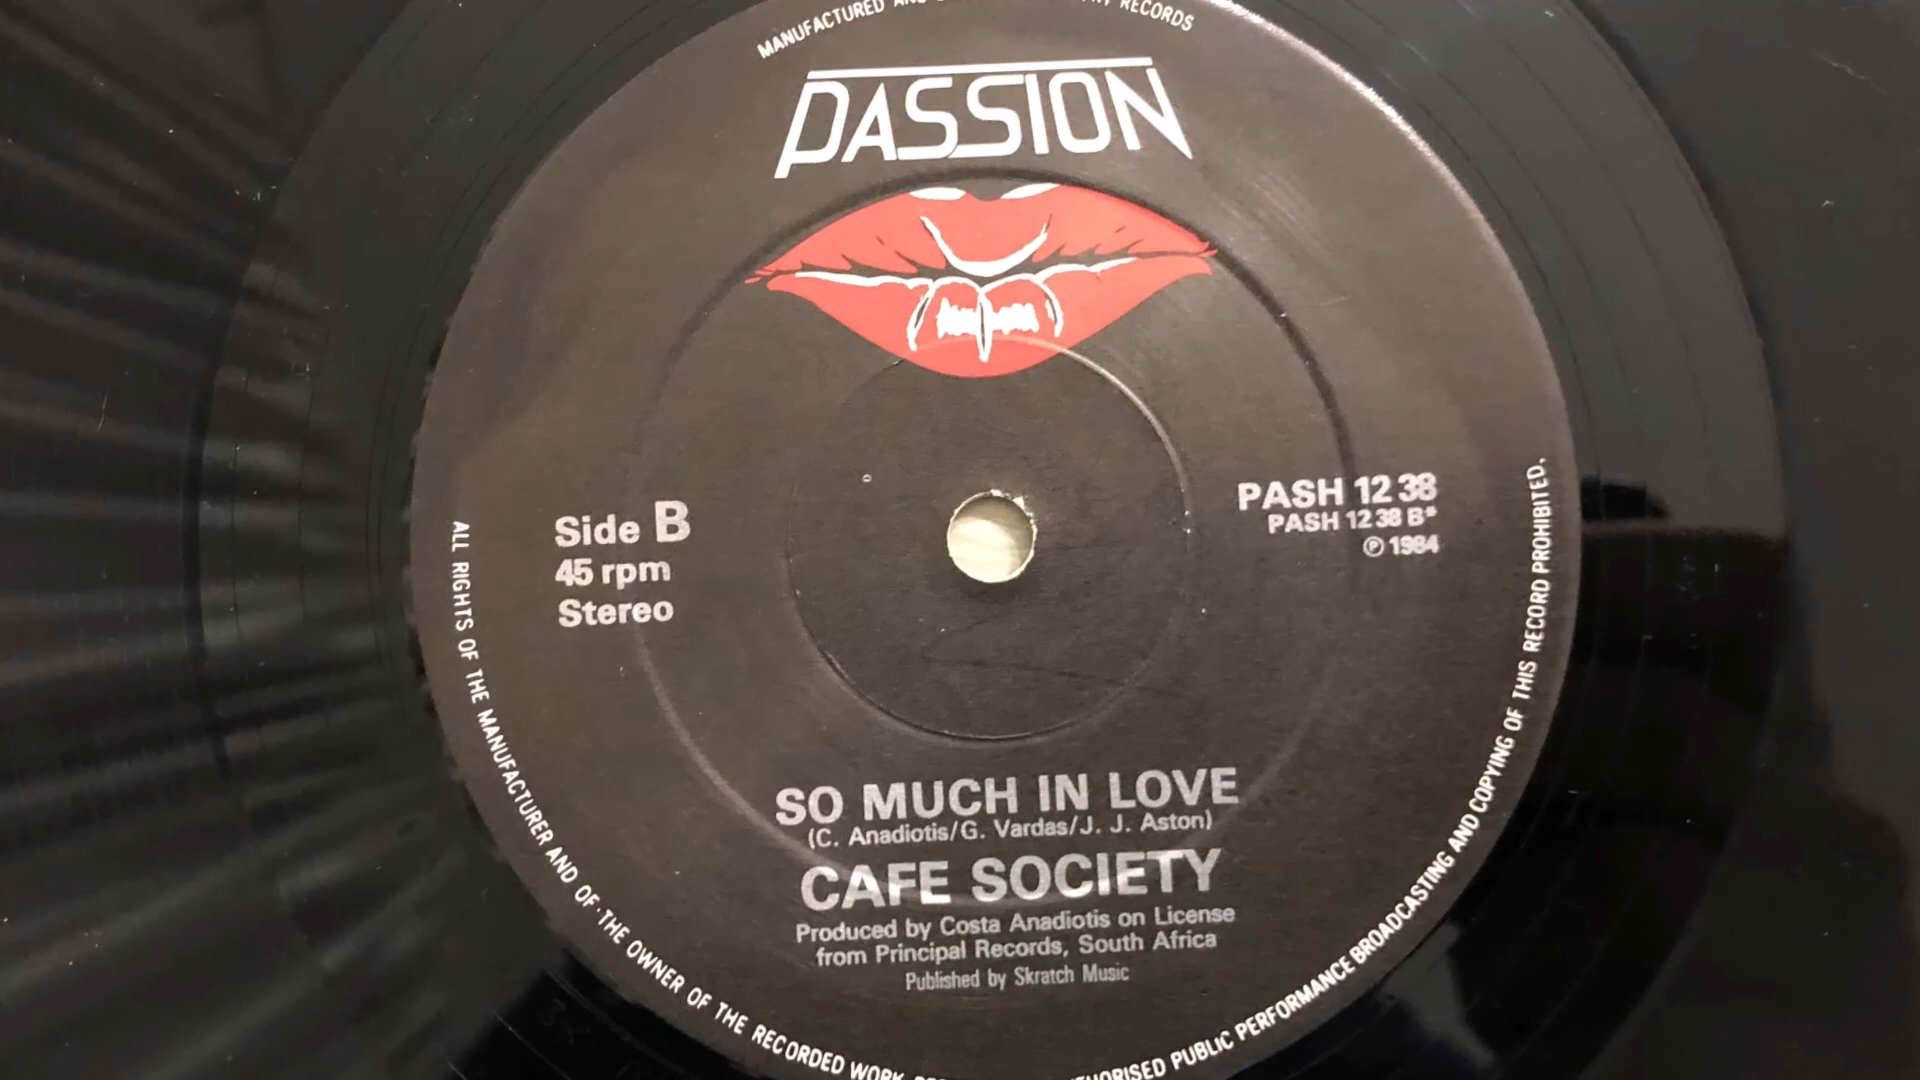 MANUFACTURED
RECORDS
PASSION
Side B
45 rpm
Stereo
PASH 12 38
PASH 12 38 B*
℗ 1984
SO MUCH IN LOVE
(C. Anadiotis/G. Vardas/J. J. Aston)
CAFE SOCIETY
Produced by Costa Anadiotis on License
from Principal Records, South Africa
Published by Skratch Music
ALL RIGHTS OF THE MANUFACTURER AND OF THE OWNER OF THE RECORDED WORK
PUBLIC PERFORMANCE BROADCASTING AND COPYING OF THIS RECORD PROHIBITED.